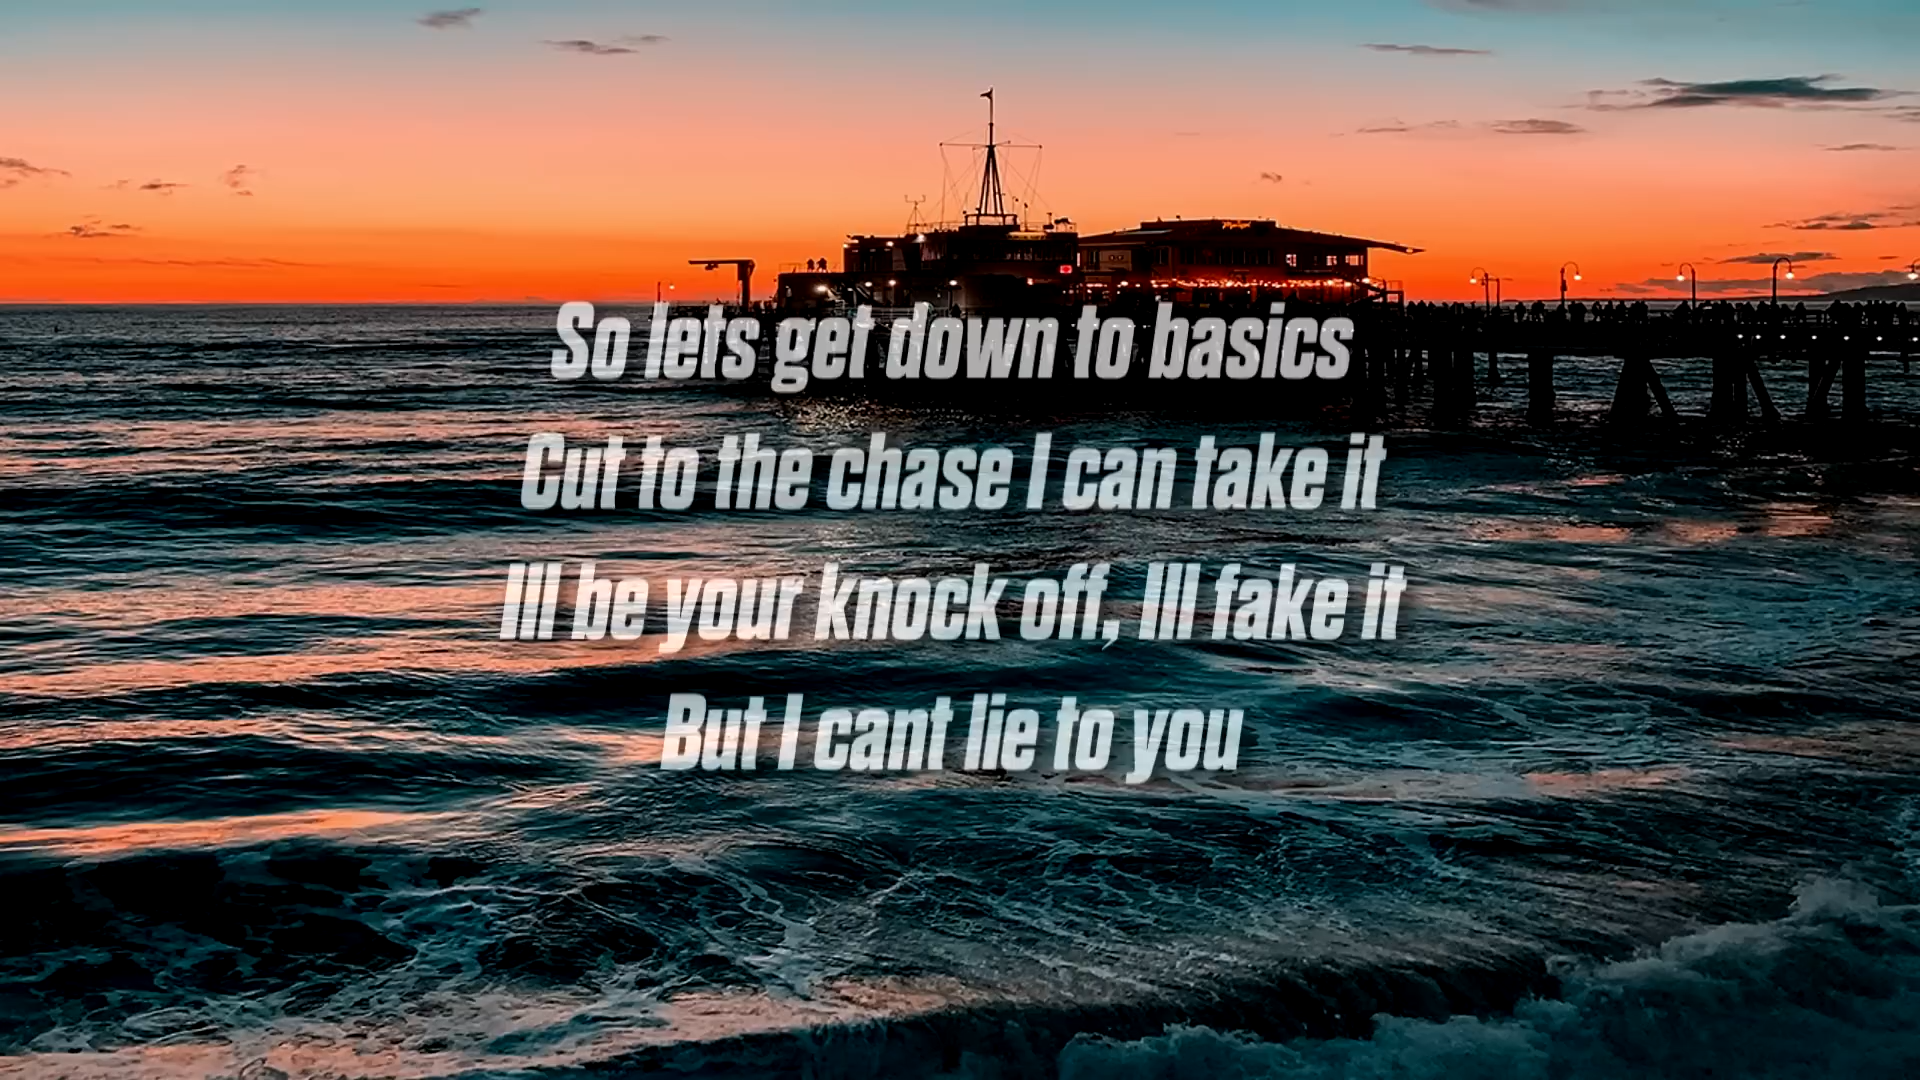 So lets get down to basics
Cut to the chase I can take it
Ill be your knock off, Ill fake it
But I cant lie to you